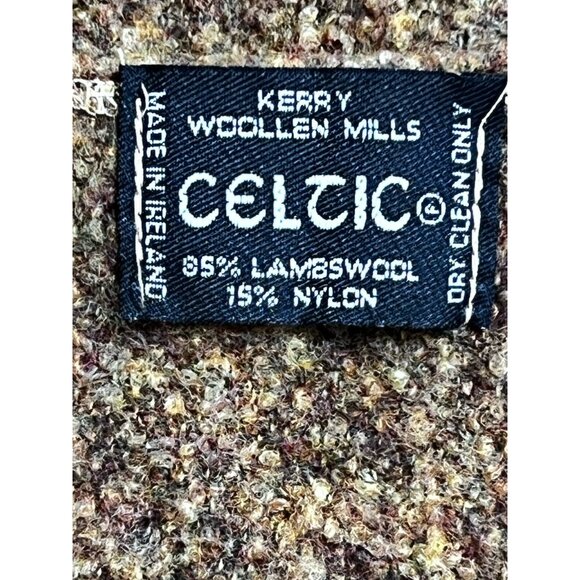 KERRY
WOOLLEN MILLS
CELTIC ®
85% LAMBSWOOL
15% NYLON
MADE IN IRELAND
DRY CLEAN ONLY